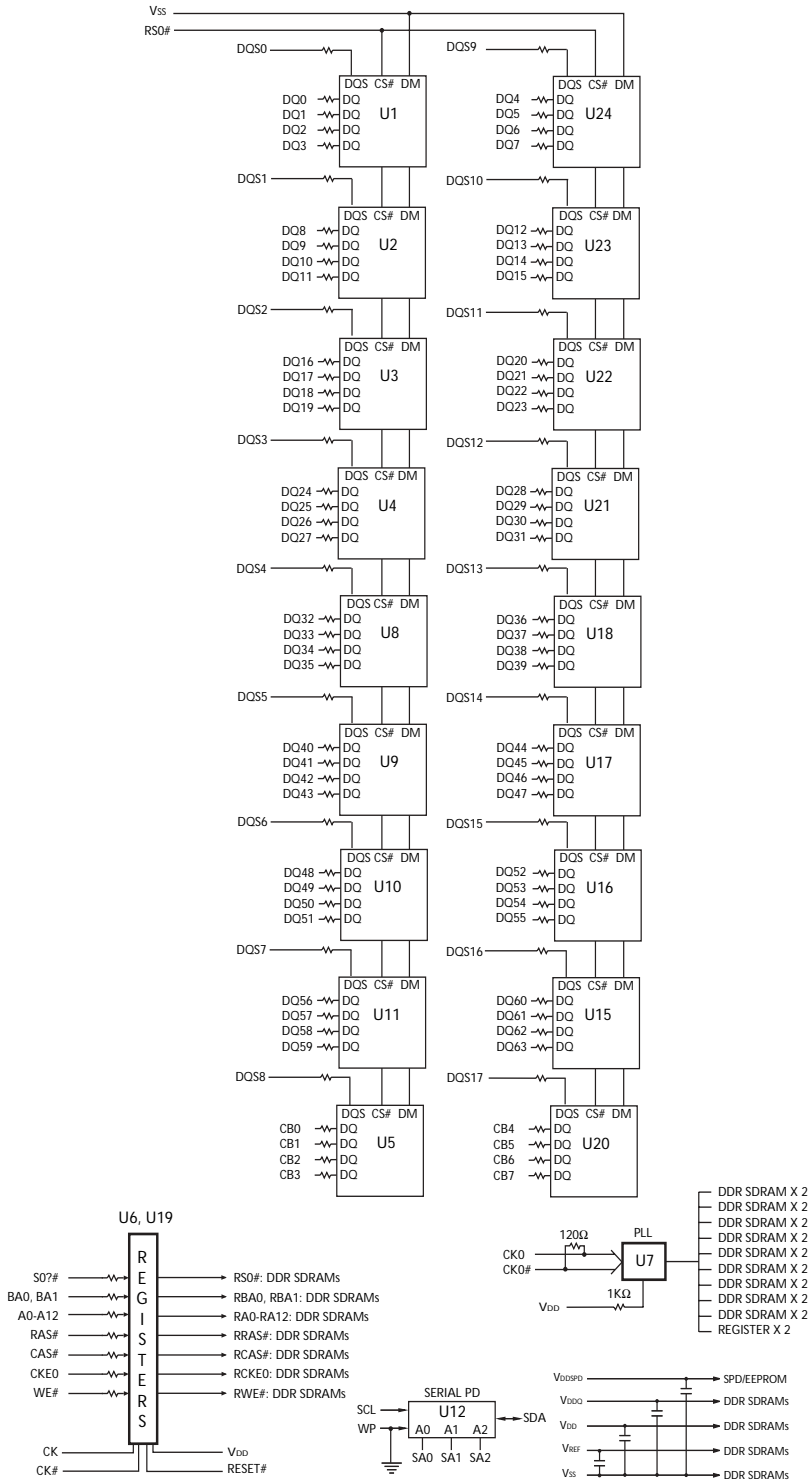 VSS
RS0#
DQS0
DQS CS# DM
DQ0 DQ
DQ1 DQ
DQ2 DQ
DQ3 DQ
U1
DQS9
DQS CS# DM
DQ4 DQ
DQ5 DQ
DQ6 DQ
DQ7 DQ
U24
DQS1
DQS CS# DM
DQ8 DQ
DQ9 DQ
DQ10 DQ
DQ11 DQ
U2
DQS10
DQS CS# DM
DQ12 DQ
DQ13 DQ
DQ14 DQ
DQ15 DQ
U23
DQS2
DQS CS# DM
DQ16 DQ
DQ17 DQ
DQ18 DQ
DQ19 DQ
U3
DQS11
DQS CS# DM
DQ20 DQ
DQ21 DQ
DQ22 DQ
DQ23 DQ
U22
DQS3
DQS CS# DM
DQ24 DQ
DQ25 DQ
DQ26 DQ
DQ27 DQ
U4
DQS12
DQS CS# DM
DQ28 DQ
DQ29 DQ
DQ30 DQ
DQ31 DQ
U21
DQS4
DQS CS# DM
DQ32 DQ
DQ33 DQ
DQ34 DQ
DQ35 DQ
U8
DQS13
DQS CS# DM
DQ36 DQ
DQ37 DQ
DQ38 DQ
DQ39 DQ
U18
DQS5
DQS CS# DM
DQ40 DQ
DQ41 DQ
DQ42 DQ
DQ43 DQ
U9
DQS14
DQS CS# DM
DQ44 DQ
DQ45 DQ
DQ46 DQ
DQ47 DQ
U17
DQS6
DQS CS# DM
DQ48 DQ
DQ49 DQ
DQ50 DQ
DQ51 DQ
U10
DQS15
DQS CS# DM
DQ52 DQ
DQ53 DQ
DQ54 DQ
DQ55 DQ
U16
DQS7
DQS CS# DM
DQ56 DQ
DQ57 DQ
DQ58 DQ
DQ59 DQ
U11
DQS16
DQS CS# DM
DQ60 DQ
DQ61 DQ
DQ62 DQ
DQ63 DQ
U15
DQS8
DQS CS# DM
CB0 DQ
CB1 DQ
CB2 DQ
CB3 DQ
U5
DQS17
DQS CS# DM
CB4 DQ
CB5 DQ
CB6 DQ
CB7 DQ
U20
U6, U19
REGISTERS
S0?# RS0#: DDR SDRAMs
BA0, BA1 RBA0, RBA1: DDR SDRAMs
A0-A12 RA0-RA12: DDR SDRAMs
RAS# RRAS#: DDR SDRAMs
CAS# RCAS#: DDR SDRAMs
CKE0 RCKE0: DDR SDRAMs
WE# RWE#: DDR SDRAMs
CK VDD
CK# RESET#
PLL
120Ω
CK0
CK0#
U7
VDD 1KΩ
DDR SDRAM X 2
DDR SDRAM X 2
DDR SDRAM X 2
DDR SDRAM X 2
DDR SDRAM X 2
DDR SDRAM X 2
DDR SDRAM X 2
DDR SDRAM X 2
DDR SDRAM X 2
REGISTER X 2
SERIAL PD
U12
SCL
WP
A0 A1 A2
SDA
SA0 SA1 SA2
VDDSPD SPD/EEPROM
VDDQ DDR SDRAMs
VDD DDR SDRAMs
VREF DDR SDRAMs
VSS DDR SDRAMs